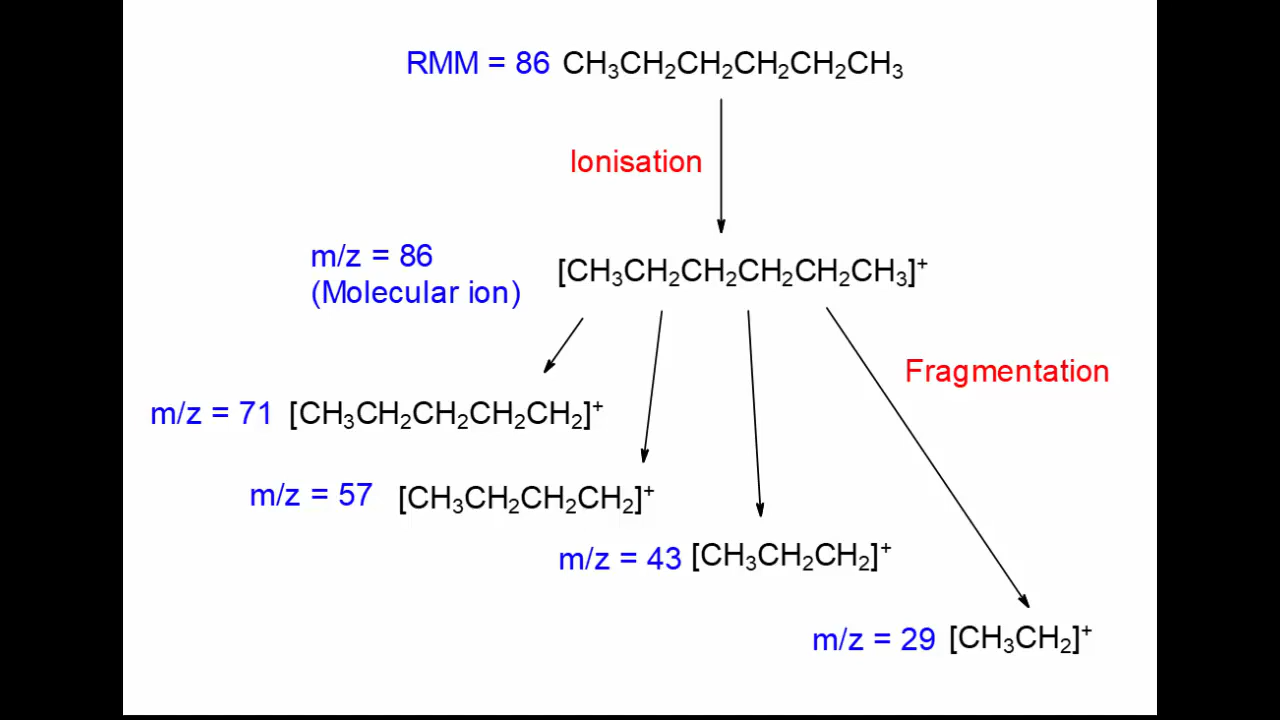 RMM = 86 CH₃CH₂CH₂CH₂CH₂CH₃
Ionisation
m/z = 86
(Molecular ion)
[CH₃CH₂CH₂CH₂CH₂CH₃]⁺
Fragmentation
m/z = 71 [CH₃CH₂CH₂CH₂CH₂]⁺
m/z = 57 [CH₃CH₂CH₂CH₂]⁺
m/z = 43 [CH₃CH₂CH₂]⁺
m/z = 29 [CH₃CH₂]⁺